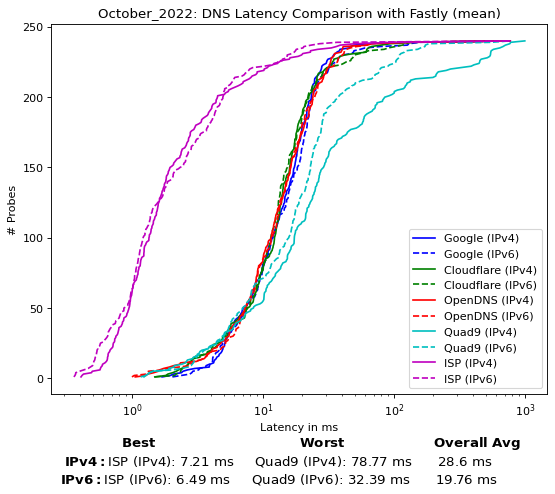 October_2022: DNS Latency Comparison with Fastly (mean)
250
200
150
100
50
0
# Probes
Google (IPv4)
Google (IPv6)
Cloudflare (IPv4)
Cloudflare (IPv6)
OpenDNS (IPv4)
OpenDNS (IPv6)
Quad9 (IPv4)
Quad9 (IPv6)
ISP (IPv4)
ISP (IPv6)
10⁰ 10¹ 10² 10³
Latency in ms
Best Worst Overall Avg
IPv4: ISP (IPv4): 7.21 ms Quad9 (IPv4): 78.77 ms 28.6 ms
IPv6: ISP (IPv6): 6.49 ms Quad9 (IPv6): 32.39 ms 19.76 ms